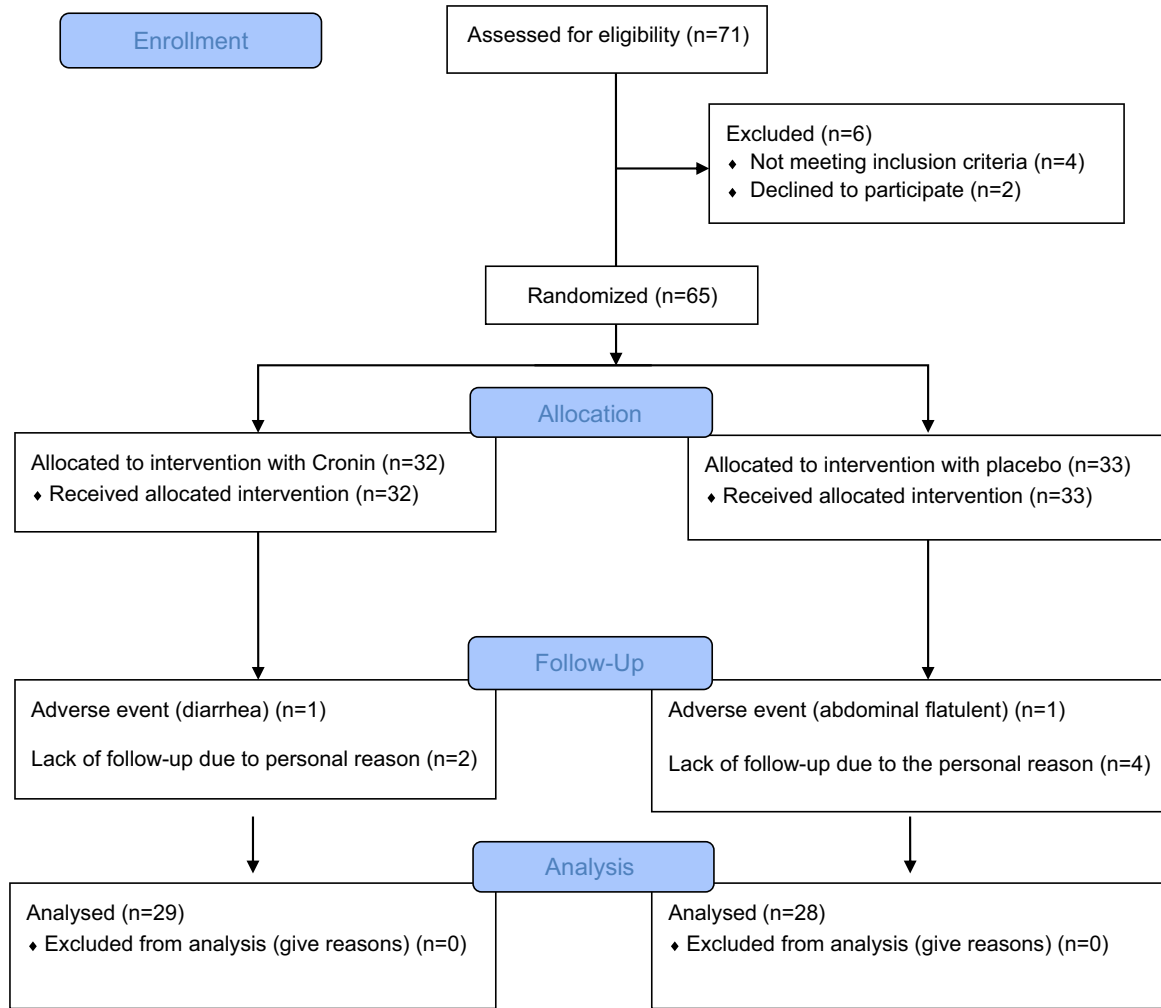 Enrollment
Assessed for eligibility (n=71)
Excluded (n=6)
♦ Not meeting inclusion criteria (n=4)
♦ Declined to participate (n=2)
Randomized (n=65)
Allocation
Allocated to intervention with Cronin (n=32)
♦ Received allocated intervention (n=32)
Allocated to intervention with placebo (n=33)
♦ Received allocated intervention (n=33)
Follow-Up
Adverse event (diarrhea) (n=1)
Lack of follow-up due to personal reason (n=2)
Adverse event (abdominal flatulent) (n=1)
Lack of follow-up due to the personal reason (n=4)
Analysis
Analysed (n=29)
♦ Excluded from analysis (give reasons) (n=0)
Analysed (n=28)
♦ Excluded from analysis (give reasons) (n=0)